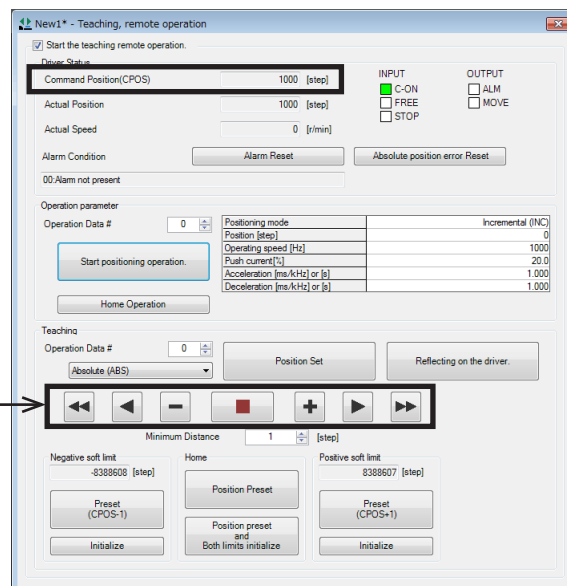 New1* - Teaching, remote operation
Start the teaching remote operation.
Driver Status
Command Position(CPOS) 1000 [step]
Actual Position 1000 [step]
Actual Speed 0 [r/min]
INPUT OUTPUT
C-ON ALM
FREE MOVE
STOP
Alarm Condition Alarm Reset Absolute position error Reset
00:Alarm not present
Operation parameter
Operation Data # 0
Start positioning operation.
Home Operation
Positioning mode Incremental (INC)
Position [step] 0
Operating speed [Hz] 1000
Push current[%] 20.0
Acceleration [ms/kHz] or [s] 1.000
Deceleration [ms/kHz] or [s] 1.000
Teaching
Operation Data # 0
Absolute (ABS)
Position Set
Reflecting on the driver.
Minimum Distance 1 [step]
Negative soft limit
-8388608 [step]
Preset
(CPOS-1)
Initialize
Home
Position Preset
Position preset
and
Both limits initialize
Positive soft limit
8388607 [step]
Preset
(CPOS+1)
Initialize